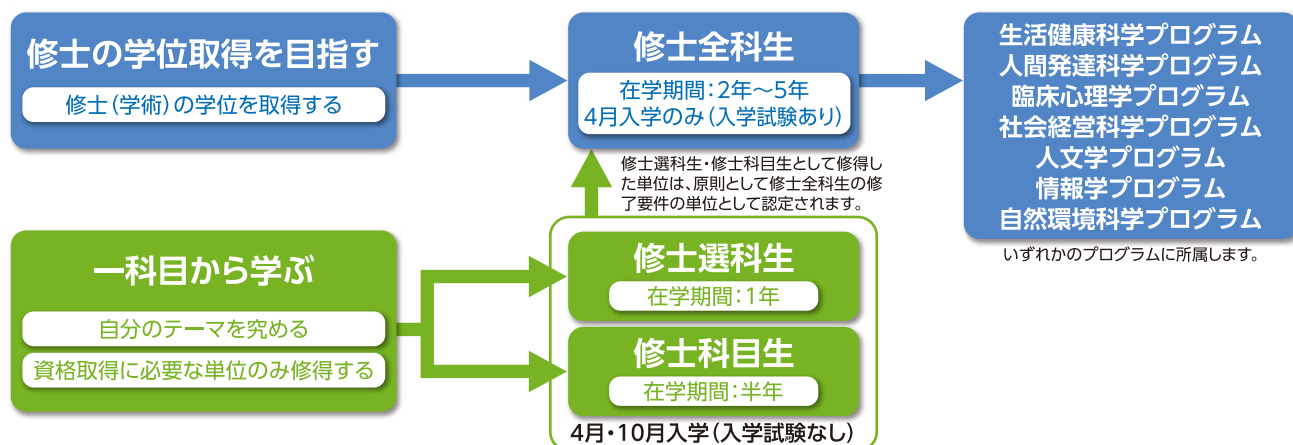 修士の学位取得を目指す
修士（学術）の学位を取得する
修士全科生
在学期間：2年～5年
4月入学のみ（入学試験あり）
生活健康科学プログラム
人間発達科学プログラム
臨床心理学プログラム
社会経営科学プログラム
人文学プログラム
情報学プログラム
自然環境科学プログラム
いずれかのプログラムに所属します。
修士選科生・修士科目生として修得し
た単位は、原則として修士全科生の修
了要件の単位として認定されます。
一科目から学ぶ
自分のテーマを究める
資格取得に必要な単位のみ修得する
修士選科生
在学期間：1年
修士科目生
在学期間：半年
4月・10月入学（入学試験なし）